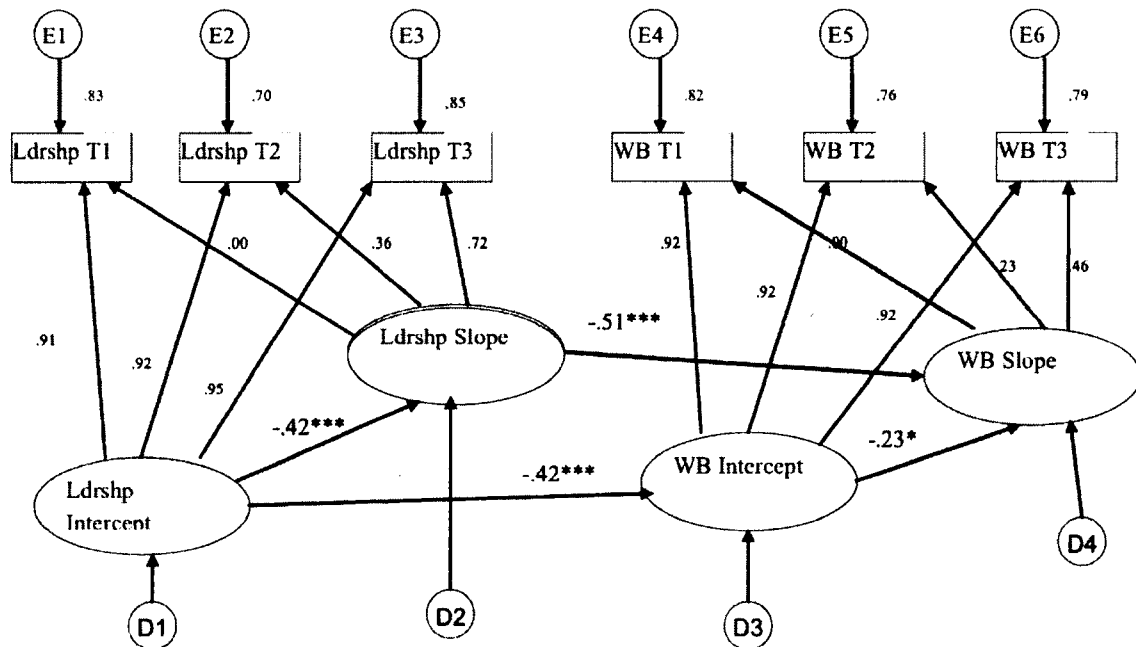 E1
E2
E3
E4
E5
E6
.83
.70
.85
.82
.76
.79
Ldrshp T1
Ldrshp T2
Ldrshp T3
WB T1
WB T2
WB T3
.00
.36
.72
.92
.00
.23
.46
.91
.92
.95
.92
.92
Ldrshp Slope
-.51***
WB Slope
-.42***
-.42***
WB Intercept
-.23*
Ldrshp
Intercept
D1
D2
D3
D4